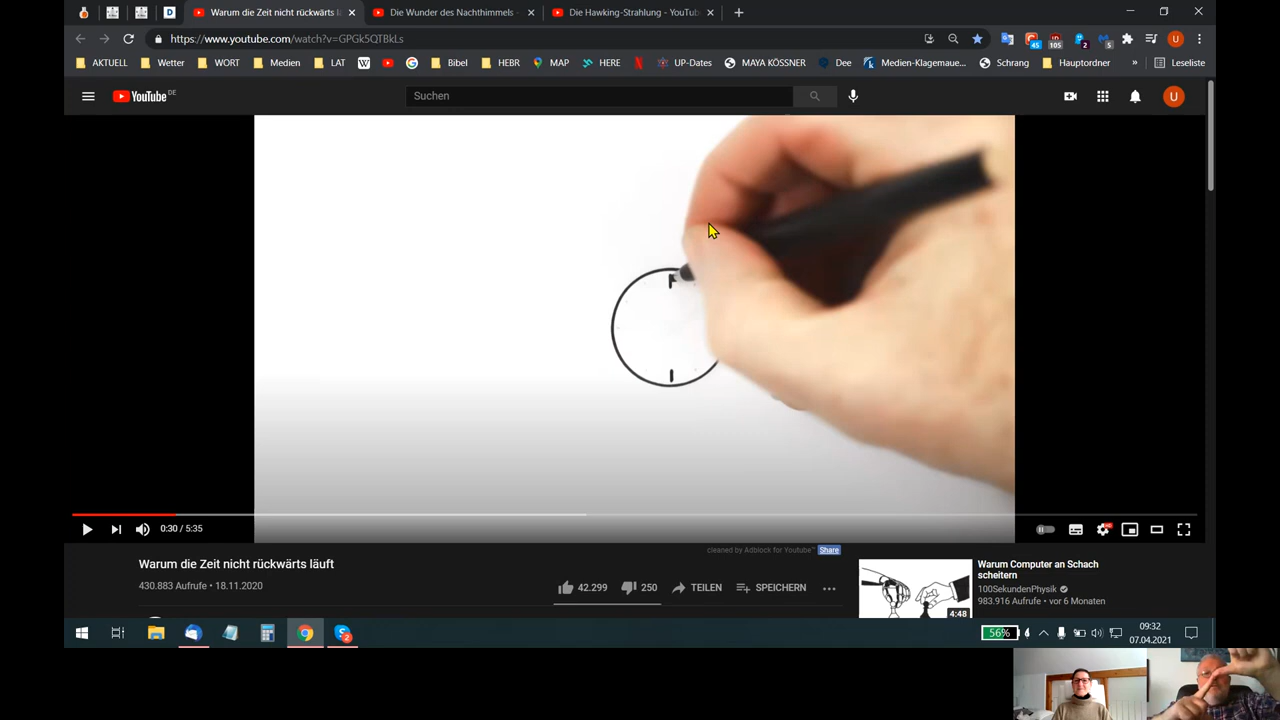 Warum die Zeit nicht rückwärts l
Die Wunder des Nachthimmels -
Die Hawking-Strahlung - YouTub
https://www.youtube.com/watch?v=GPGk5QTBkLs
45
105
2
5
U
AKTUELL
Wetter
WORT
Medien
LAT
W
G
Bibel
HEBR
MAP
HERE
UP-Dates
MAYA KÖSSNER
Dee
Medien-Klagemaue...
Schrang
Hauptordner
»
Leseliste
YouTube DE
Suchen
U
0:30 / 5:35
cleaned by Adblock for Youtube™ Share
Warum die Zeit nicht rückwärts läuft
430.883 Aufrufe • 18.11.2020
42.299
250
TEILEN
SPEICHERN
4:48
Warum Computer an Schach
scheitern
100SekundenPhysik
983.916 Aufrufe • vor 6 Monaten
56%
09:32
07.04.2021